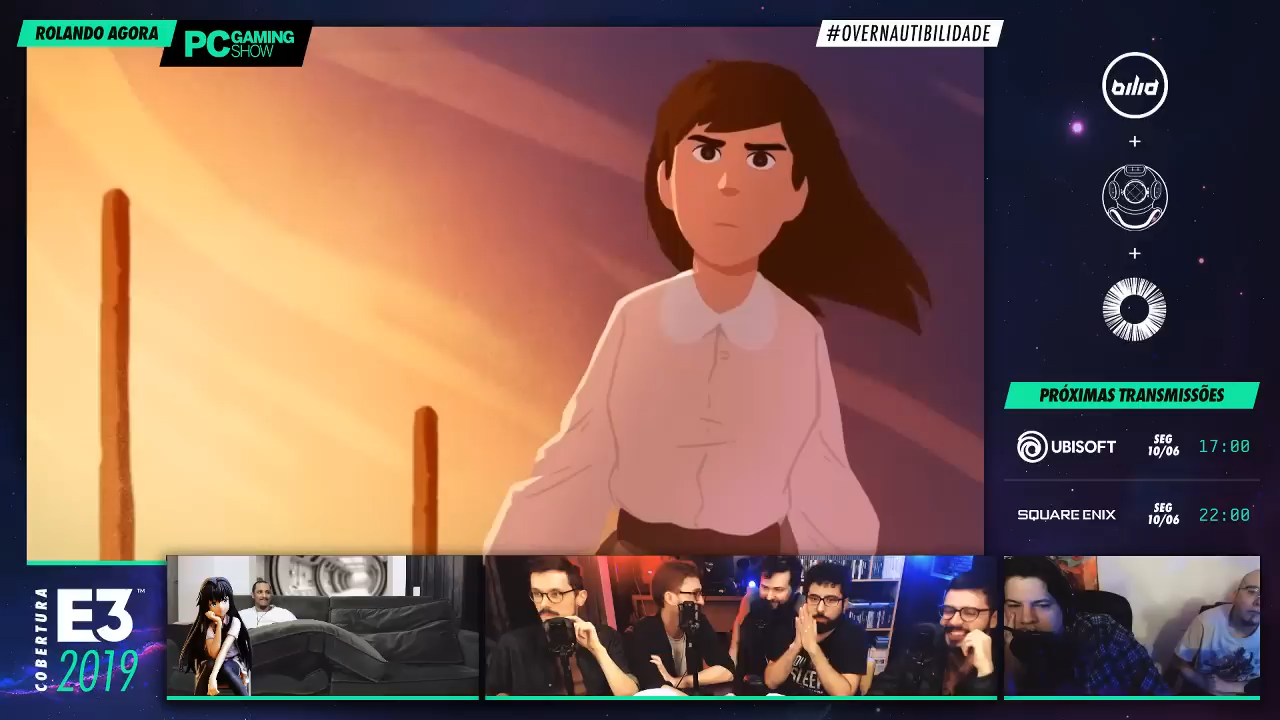 ROLANDO AGORA
PC GAMING
SHOW
#OVERNAUTIBILIDADE
bilid
+
+
PRÓXIMAS TRANSMISSÕES
UBISOFT
SEG
10/06
17:00
SQUARE ENIX
SEG
10/06
22:00
COBERTURA
E3™
2019